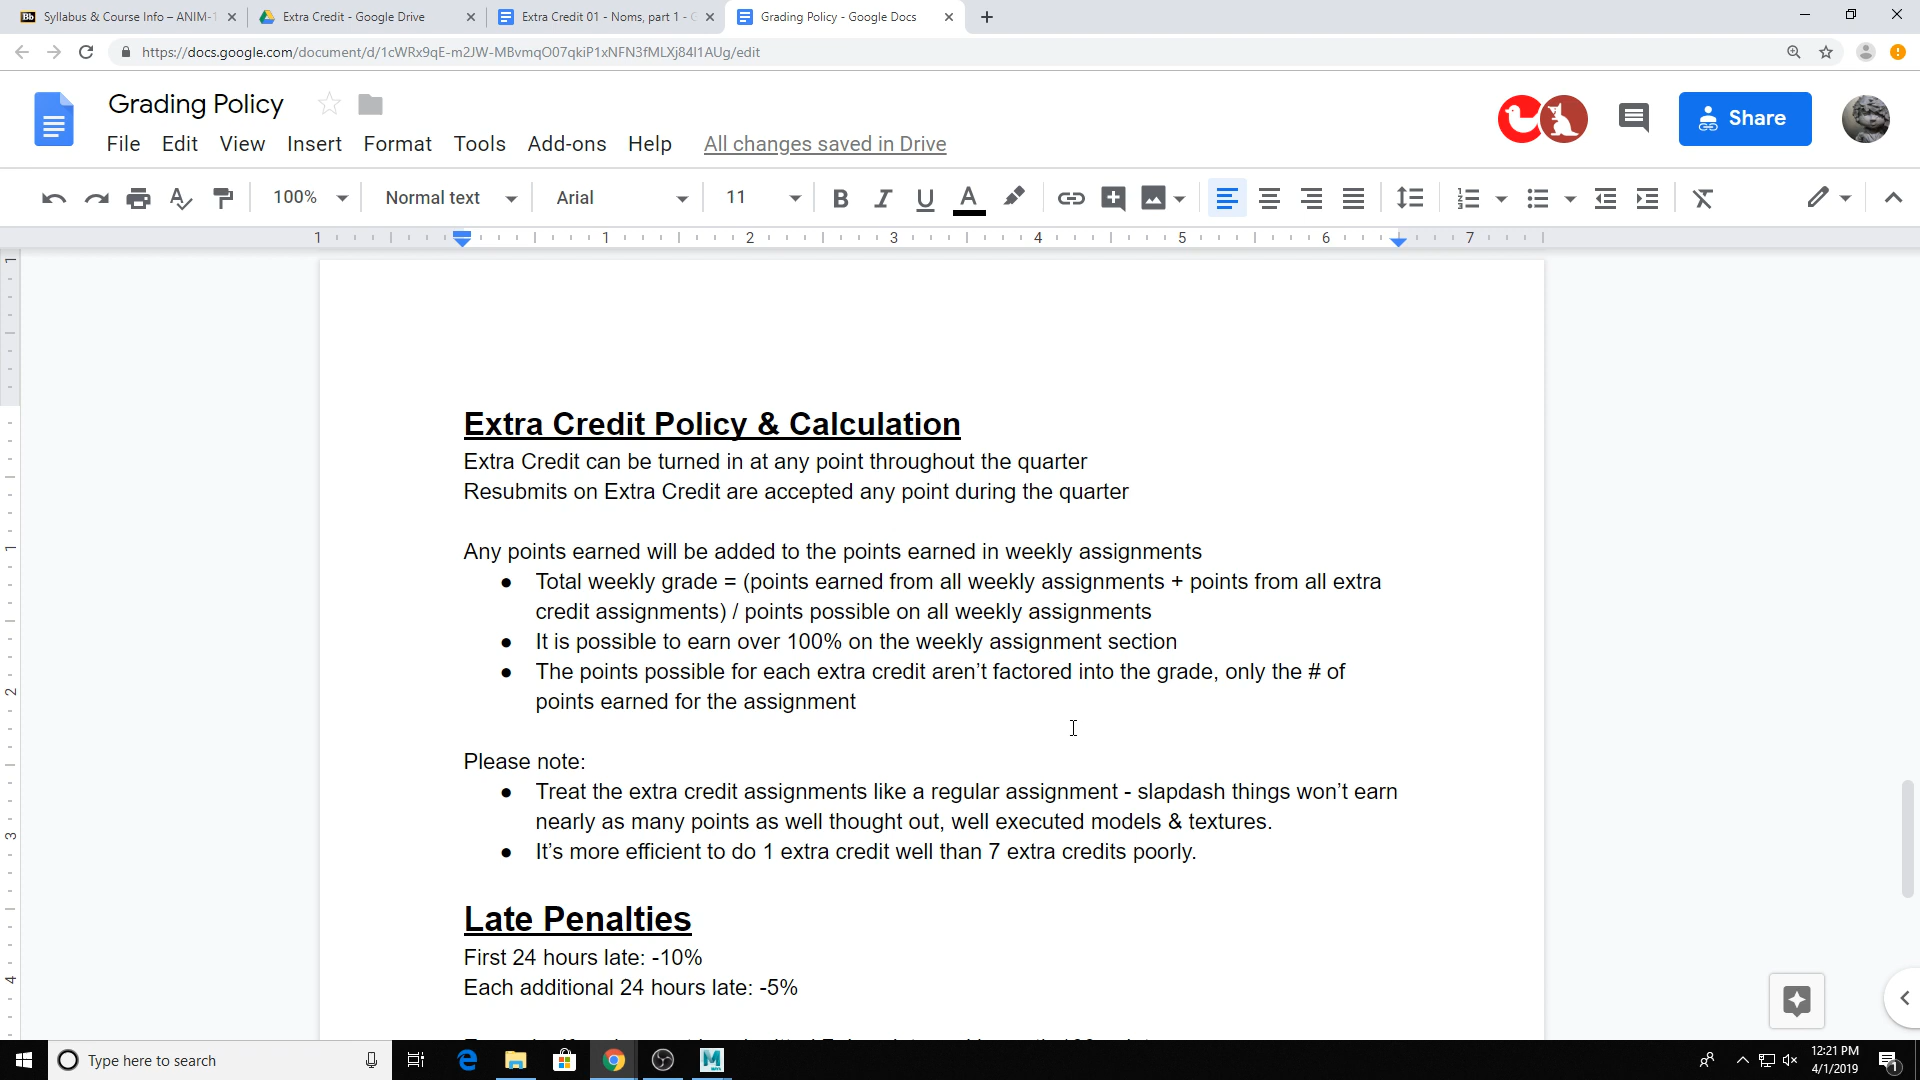 Syllabus & Course Info – ANIM-1
Extra Credit - Google Drive
Extra Credit 01 - Noms, part 1 - G
Grading Policy - Google Docs
https://docs.google.com/document/d/1cWRx9qE-m2JW-MBvmqO07qkiP1xNFN3fMLXj84I1AUg/edit
Grading Policy
File Edit View Insert Format Tools Add-ons Help All changes saved in Drive
Share
100% Normal text Arial 11
1 1 2 3 4 5 6 7
Extra Credit Policy & Calculation
Extra Credit can be turned in at any point throughout the quarter
Resubmits on Extra Credit are accepted any point during the quarter
Any points earned will be added to the points earned in weekly assignments
● Total weekly grade = (points earned from all weekly assignments + points from all extra
credit assignments) / points possible on all weekly assignments
● It is possible to earn over 100% on the weekly assignment section
● The points possible for each extra credit aren't factored into the grade, only the # of
points earned for the assignment
Please note:
● Treat the extra credit assignments like a regular assignment - slapdash things won't earn
nearly as many points as well thought out, well executed models & textures.
● It's more efficient to do 1 extra credit well than 7 extra credits poorly.
Late Penalties
First 24 hours late: -10%
Each additional 24 hours late: -5%
Type here to search
12:21 PM
4/1/2019